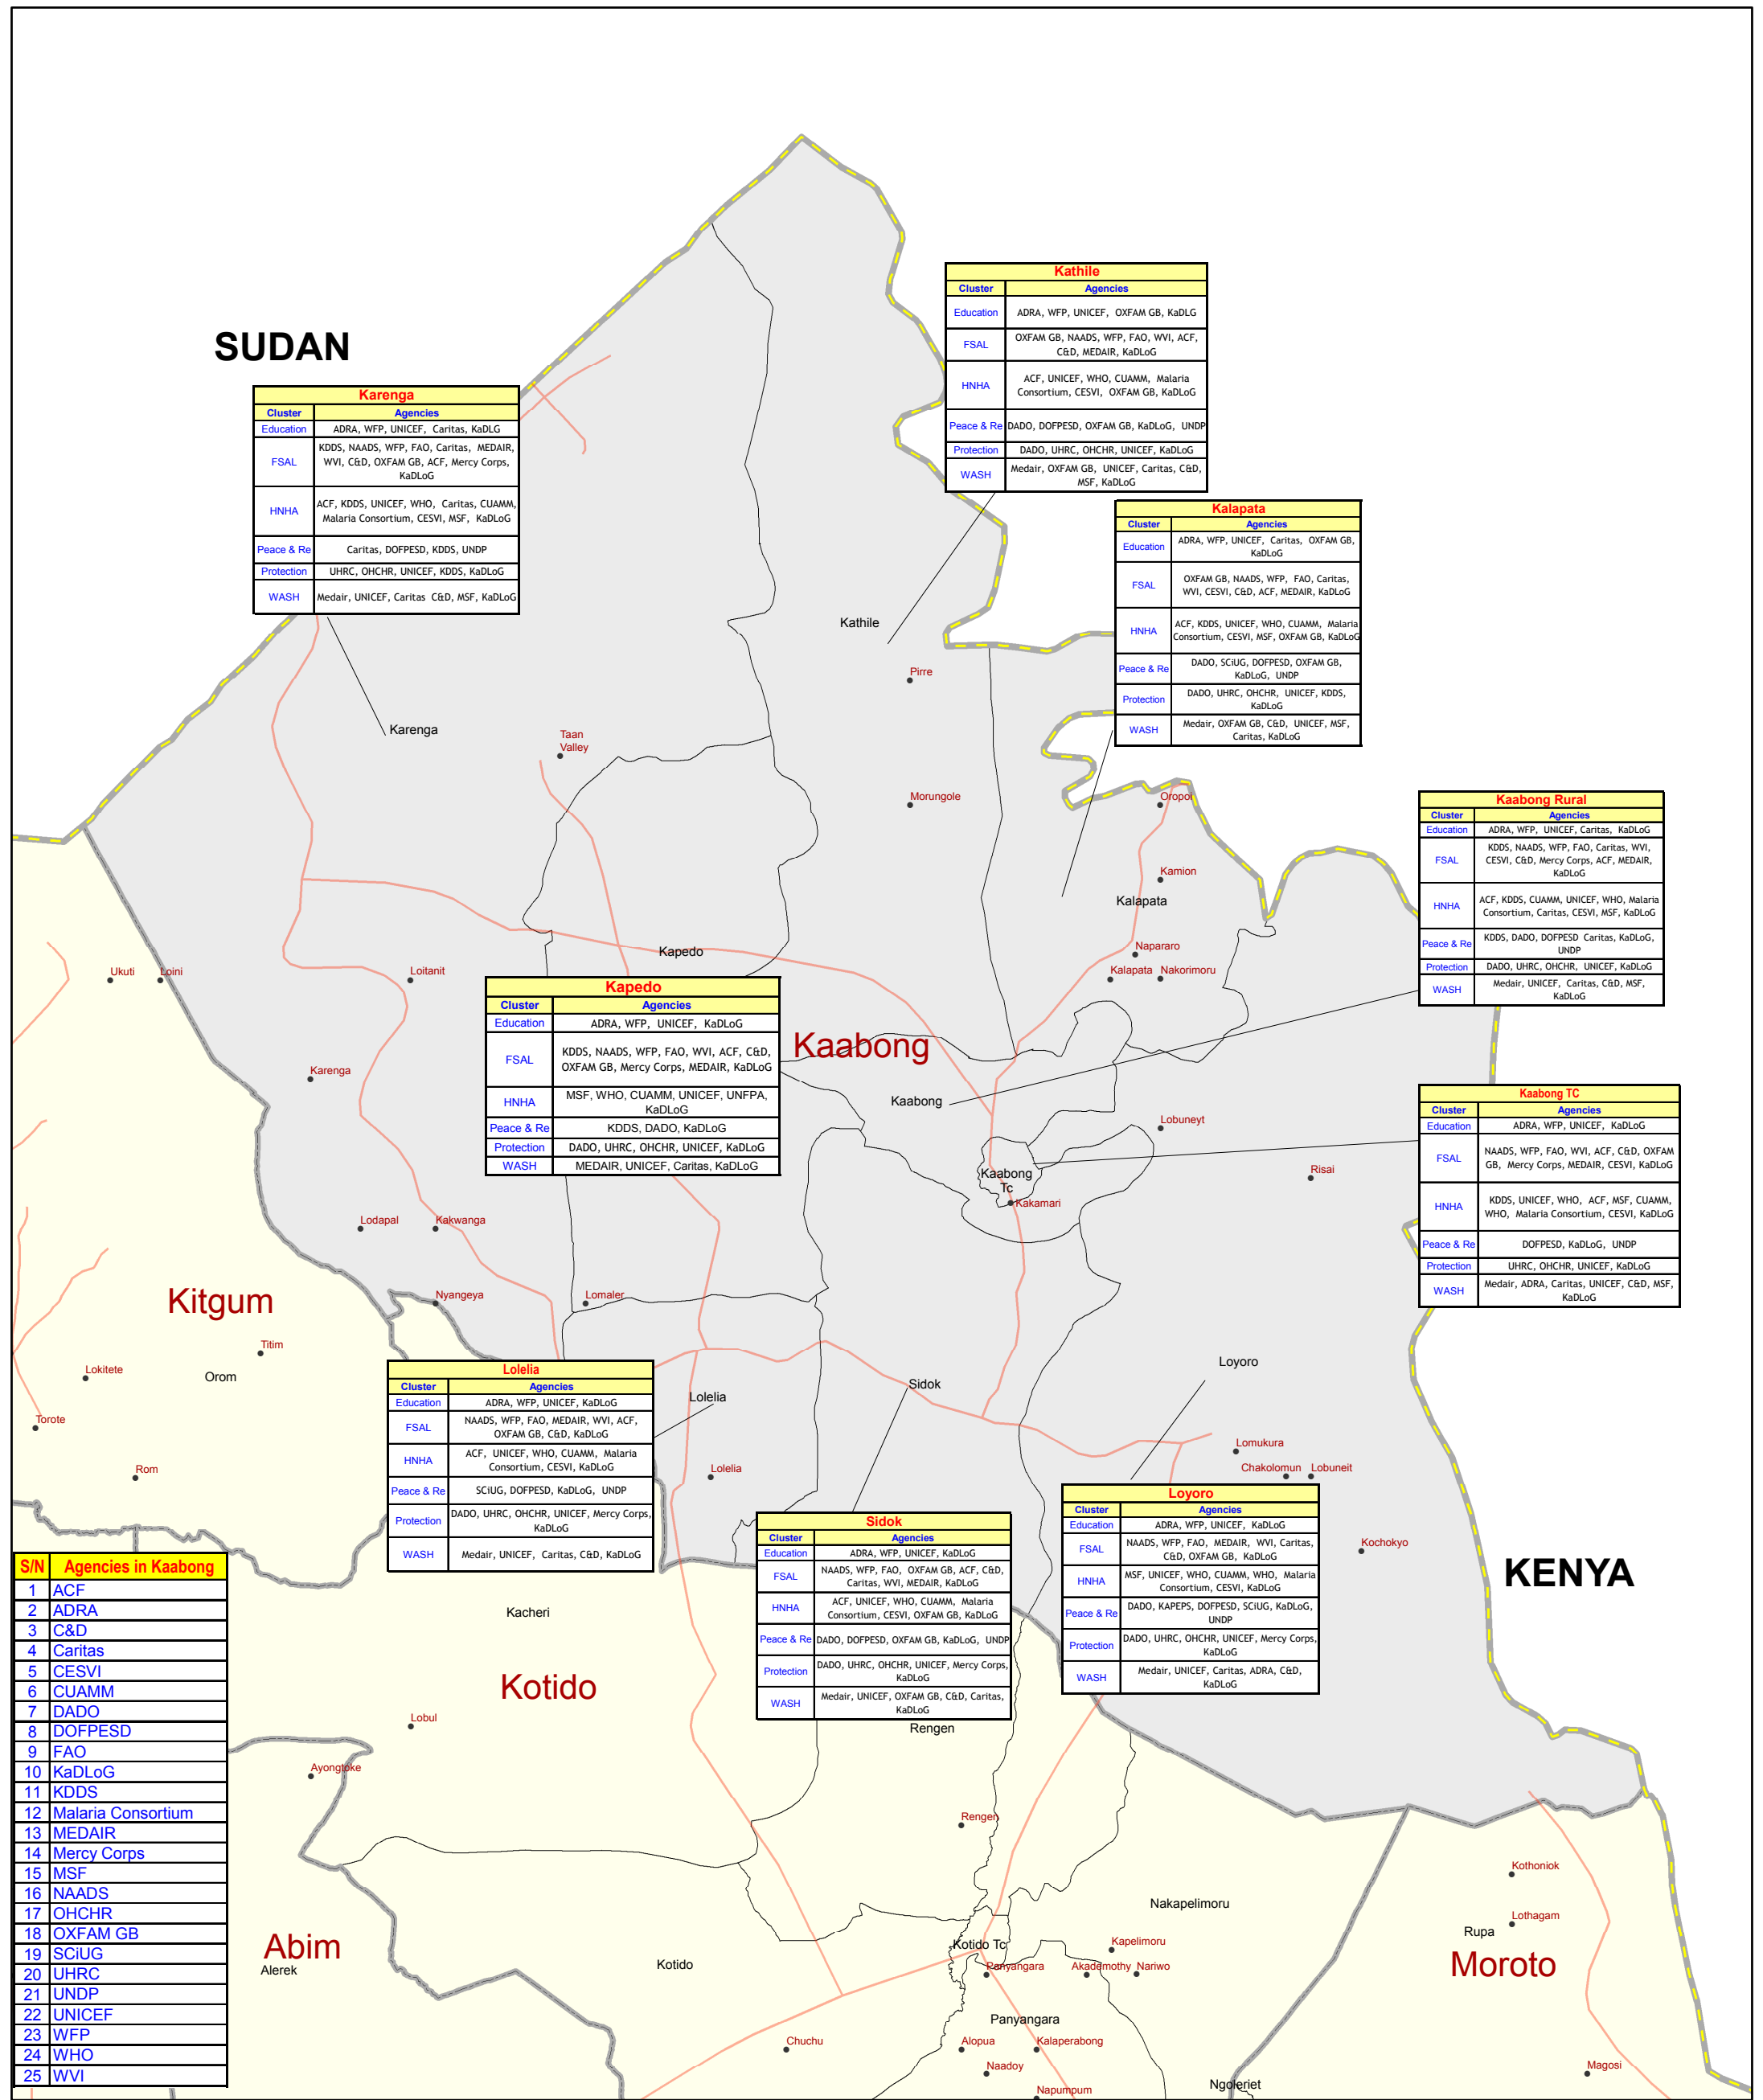 SUDAN
Kathile
Cluster Agencies
Education ADRA, WFP, UNICEF, OXFAM GB, KaDLG
FSAL OXFAM GB, NAADS, WFP, FAO, WVI, ACF,
C&D, MEDAIR, KaDLoG
HNHA ACF, UNICEF, WHO, CUAMM, Malaria
Consortium, CESVI, OXFAM GB, KaDLoG
Peace & Re DADO, DOFPESD, OXFAM GB, KaDLoG, UNDP
Protection DADO, UHRC, OHCHR, UNICEF, KaDLoG
WASH Medair, OXFAM GB, UNICEF, Caritas, C&D,
MSF, KaDLoG
Karenga
Cluster Agencies
Education ADRA, WFP, UNICEF, Caritas, KaDLG
FSAL KDDS, NAADS, WFP, FAO, Caritas, MEDAIR,
WVI, C&D, OXFAM GB, ACF, Mercy Corps,
KaDLoG
HNHA ACF, KDDS, UNICEF, WHO, Caritas, CUAMM,
Malaria Consortium, CESVI, MSF, KaDLoG
Peace & Re Caritas, DOFPESD, KDDS, UNDP
Protection UHRC, OHCHR, UNICEF, KDDS, KaDLoG
WASH Medair, UNICEF, Caritas C&D, MSF, KaDLoG
Kalapata
Cluster Agencies
Education ADRA, WFP, UNICEF, Caritas, OXFAM GB,
KaDLoG
FSAL OXFAM GB, NAADS, WFP, FAO, Caritas,
WVI, CESVI, C&D, ACF, MEDAIR, KaDLoG
HNHA ACF, KDDS, UNICEF, WHO, CUAMM, Malaria
Consortium, CESVI, MSF, OXFAM GB, KaDLoG
Peace & Re DADO, SCiUG, DOFPESD, OXFAM GB,
KaDLoG, UNDP
Protection DADO, UHRC, OHCHR, UNICEF, KDDS,
KaDLoG
WASH Medair, OXFAM GB, C&D, UNICEF, MSF,
Caritas, KaDLoG
Kathile
Pirre
Karenga
Taan
Valley
Morungole
Oropoi
Kaabong Rural
Cluster Agencies
Education ADRA, WFP, UNICEF, Caritas, KaDLoG
FSAL KDDS, NAADS, WFP, FAO, Caritas, WVI,
CESVI, C&D, Mercy Corps, ACF, MEDAIR,
KaDLoG
HNHA ACF, KDDS, CUAMM, UNICEF, WHO, Malaria
Consortium, Caritas, CESVI, MSF, KaDLoG
Peace & Re KDDS, DADO, DOFPESD Caritas, KaDLoG,
UNDP
Protection DADO, UHRC, OHCHR, UNICEF, KaDLoG
WASH Medair, UNICEF, Caritas, C&D, MSF,
KaDLoG
Kamion
Kalapata
Kapedo
Napararo
Ukuti
Loini
Loitanit
Kalapata
Nakorimoru
Kapedo
Cluster Agencies
Education ADRA, WFP, UNICEF, KaDLoG
FSAL KDDS, NAADS, WFP, FAO, WVI, ACF, C&D,
OXFAM GB, Mercy Corps, MEDAIR, KaDLoG
HNHA MSF, WHO, CUAMM, UNICEF, UNFPA,
KaDLoG
Peace & Re KDDS, DADO, KaDLoG
Protection DADO, UHRC, OHCHR, UNICEF, KaDLoG
WASH MEDAIR, UNICEF, Caritas, KaDLoG
Kaabong
Karenga
Kaabong
Lobuneyt
Kaabong TC
Cluster Agencies
Education ADRA, WFP, UNICEF, KaDLoG
FSAL NAADS, WFP, FAO, WVI, ACF, C&D, OXFAM
GB, Mercy Corps, MEDAIR, CESVI, KaDLoG
HNHA KDDS, UNICEF, WHO, ACF, MSF, CUAMM,
WHO, Malaria Consortium, CESVI, KaDLoG
Peace & Re DOFPESD, KaDLoG, UNDP
Protection UHRC, OHCHR, UNICEF, KaDLoG
WASH Medair, ADRA, Caritas, UNICEF, C&D, MSF,
KaDLoG
Kaabong
Tc
Risai
Kakamari
Lodapal
Kakwanga
Kitgum
Nyangeya
Lomaler
Titim
Lokitete
Orom
Torote
Rom
Loyoro
Sidok
Lolelia
Lolelia
Cluster Agencies
Education ADRA, WFP, UNICEF, KaDLoG
FSAL NAADS, WFP, FAO, MEDAIR, WVI, ACF,
OXFAM GB, C&D, KaDLoG
HNHA ACF, UNICEF, WHO, CUAMM, Malaria
Consortium, CESVI, KaDLoG
Peace & Re SCiUG, DOFPESD, KaDLoG, UNDP
Protection DADO, UHRC, OHCHR, UNICEF, Mercy Corps,
KaDLoG
WASH Medair, UNICEF, Caritas, C&D, KaDLoG
Lolelia
Lomukura
Chakolomun
Lobuneit
Sidok
Cluster Agencies
Education ADRA, WFP, UNICEF, KaDLoG
FSAL NAADS, WFP, FAO, OXFAM GB, ACF, C&D,
Caritas, WVI, MEDAIR, KaDLoG
HNHA ACF, UNICEF, WHO, CUAMM, Malaria
Consortium, CESVI, OXFAM GB, KaDLoG
Peace & Re DADO, DOFPESD, OXFAM GB, KaDLoG, UNDP
Protection DADO, UHRC, OHCHR, UNICEF, Mercy Corps,
KaDLoG
WASH Medair, UNICEF, OXFAM GB, C&D, Caritas,
KaDLoG
Loyoro
Cluster Agencies
Education ADRA, WFP, UNICEF, KaDLoG
FSAL NAADS, WFP, FAO, MEDAIR, WVI, Caritas,
C&D, OXFAM GB, KaDLoG
HNHA MSF, UNICEF, WHO, CUAMM, WHO, Malaria
Consortium, CESVI, KaDLoG
Peace & Re DADO, KAPEPS, DOFPESD, SCiUG, KaDLoG,
UNDP
Protection DADO, UHRC, OHCHR, UNICEF, Mercy Corps,
KaDLoG
WASH Medair, UNICEF, Caritas, ADRA, C&D,
KaDLoG
Kochokyo
KENYA
S/N Agencies in Kaabong
1 ACF
2 ADRA
3 C&D
4 Caritas
5 CESVI
6 CUAMM
7 DADO
8 DOFPESD
9 FAO
10 KaDLoG
11 KDDS
12 Malaria Consortium
13 MEDAIR
14 Mercy Corps
15 MSF
16 NAADS
17 OHCHR
18 OXFAM GB
19 SCiUG
20 UHRC
21 UNDP
22 UNICEF
23 WFP
24 WHO
25 WVI
Kacheri
Kotido
Lobul
Rengen
Ayongtoke
Rengen
Kothoniok
Nakapelimoru
Lothagam
Rupa
Abim
Alerek
Kotido Tc
Kapelimoru
Kotido
Panyangara
Akademothy
Nariwo
Moroto
Panyangara
Chuchu
Alopua
Kalaperabong
Naadoy
Magosi
Napumpum
Ngoleriet